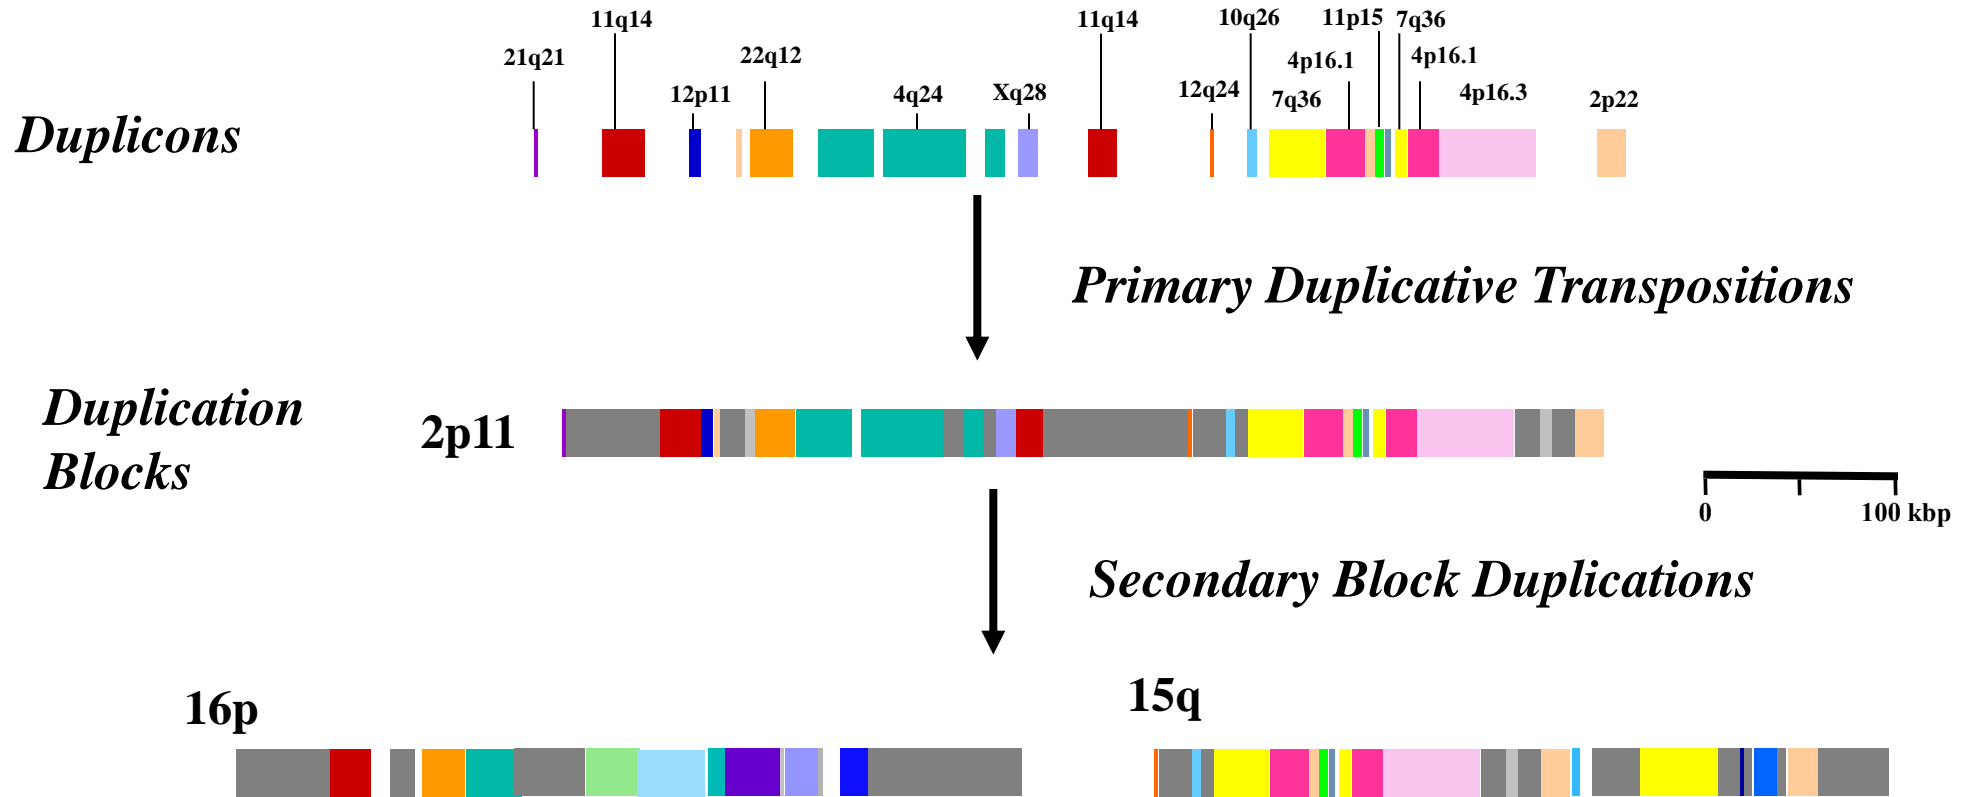 11q14 11q14 10q26 11p15 7q36
21q21 22q12 4p16.1 4p16.1
12p11 4q24 Xq28 12q24 7q36 4p16.3 2p22
Duplicons
Primary Duplicative Transpositions
Duplication
Blocks
2p11
0 100 kbp
Secondary Block Duplications
16p 15q